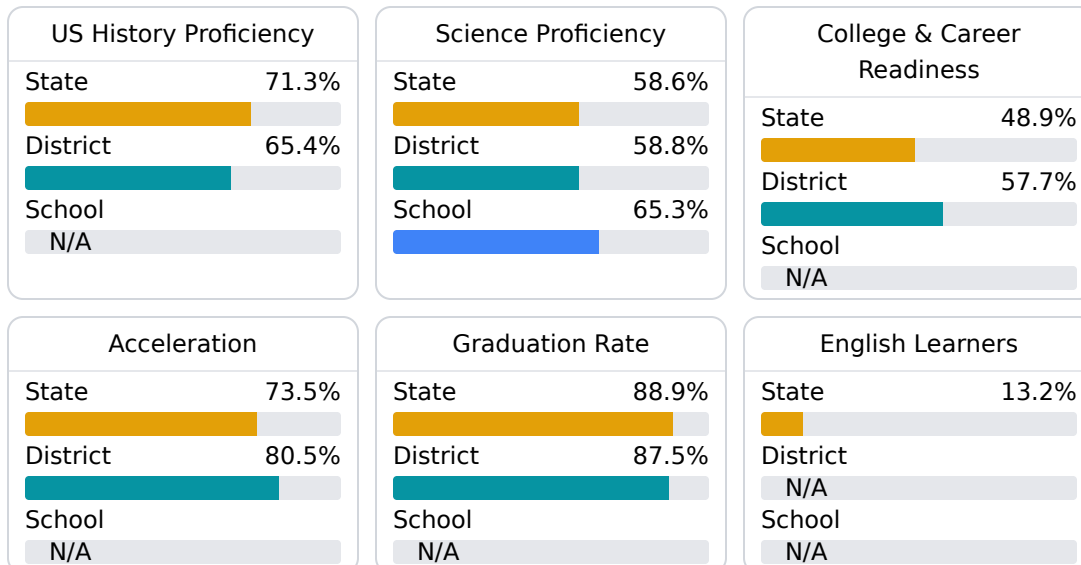 US History Proficiency
State 71.3%
District 65.4%
School
N/A
Science Proficiency
State 58.6%
District 58.8%
School 65.3%
College & Career
Readiness
State 48.9%
District 57.7%
School
N/A
Acceleration
State 73.5%
District 80.5%
School
N/A
Graduation Rate
State 88.9%
District 87.5%
School
N/A
English Learners
State 13.2%
District
N/A
School
N/A